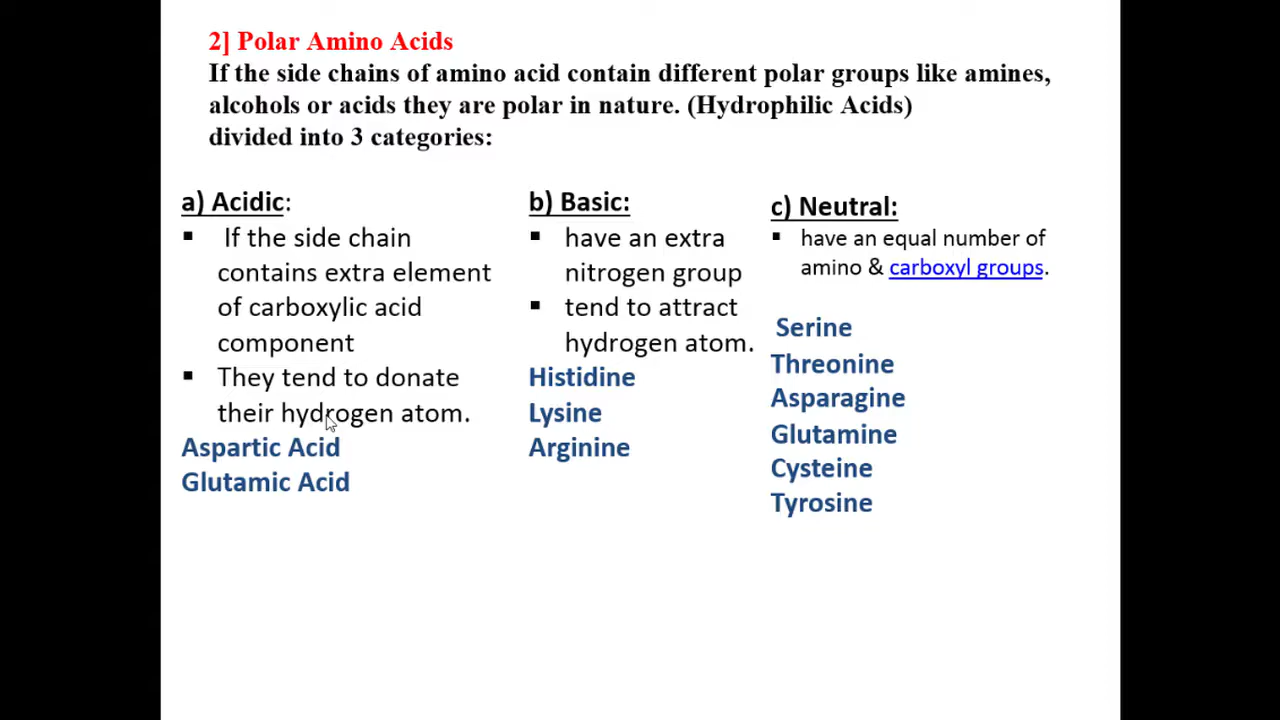 2] Polar Amino Acids
If the side chains of amino acid contain different polar groups like amines,
alcohols or acids they are polar in nature. (Hydrophilic Acids)
divided into 3 categories:
a) Acidic:
▪ If the side chain
contains extra element
of carboxylic acid
component
▪ They tend to donate
their hydrogen atom.
Aspartic Acid
Glutamic Acid
b) Basic:
▪ have an extra
nitrogen group
▪ tend to attract
hydrogen atom.
Histidine
Lysine
Arginine
c) Neutral:
▪ have an equal number of
amino & carboxyl groups.
Serine
Threonine
Asparagine
Glutamine
Cysteine
Tyrosine